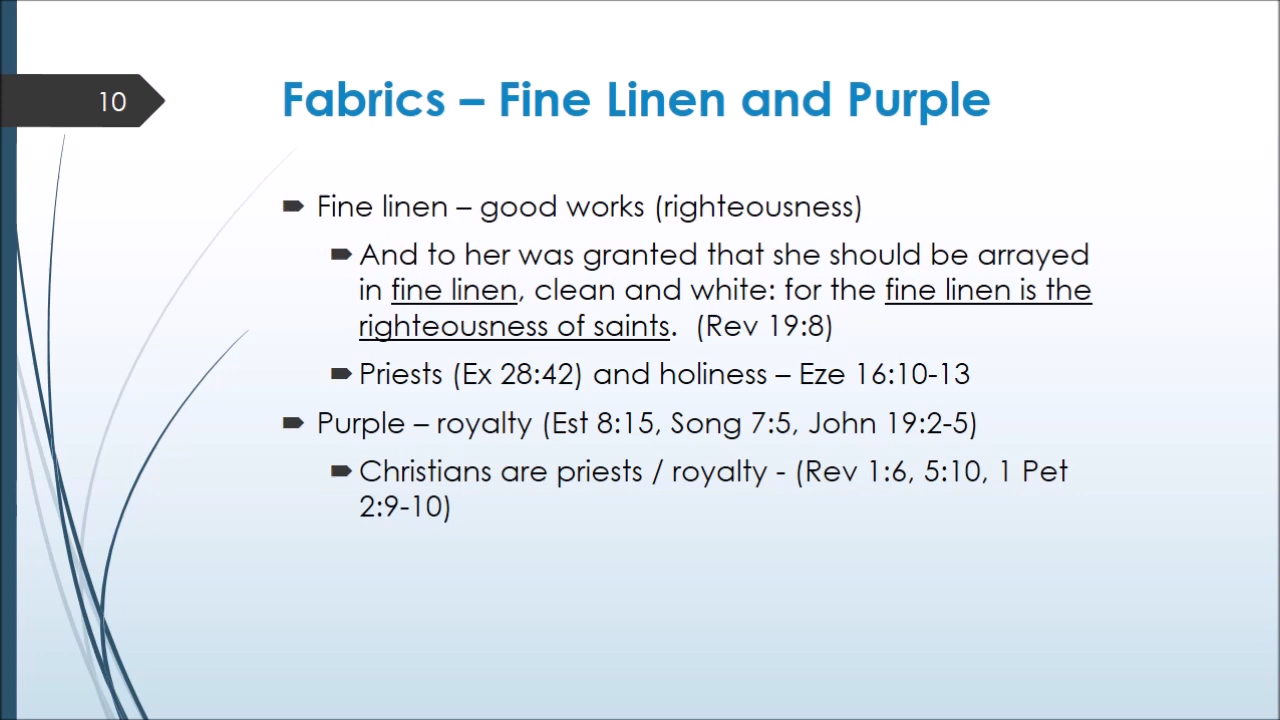 10
Fabrics – Fine Linen and Purple
Fine linen – good works (righteousness)
And to her was granted that she should be arrayed
in fine linen, clean and white: for the fine linen is the
righteousness of saints.  (Rev 19:8)
Priests (Ex 28:42) and holiness – Eze 16:10-13
Purple – royalty (Est 8:15, Song 7:5, John 19:2-5)
Christians are priests / royalty - (Rev 1:6, 5:10, 1 Pet
2:9-10)